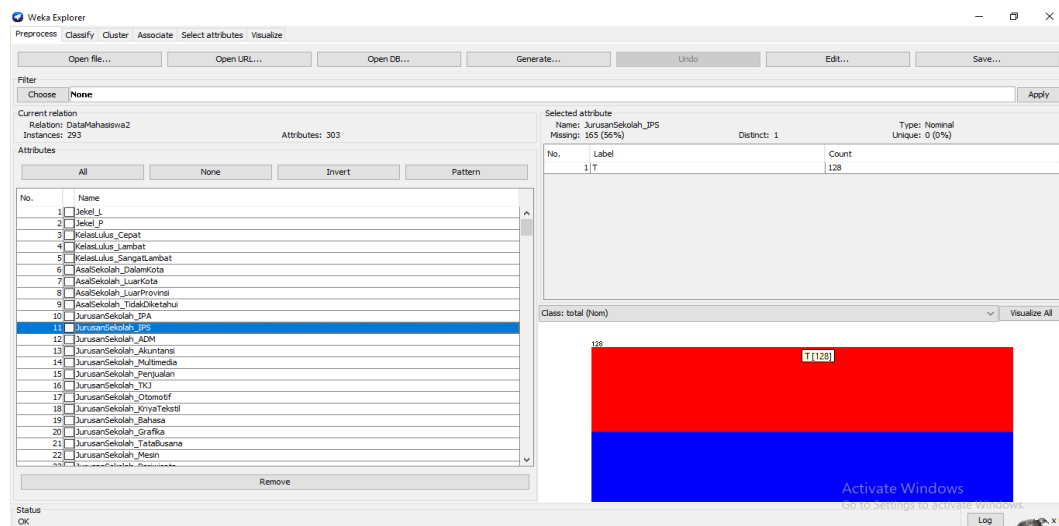 Weka Explorer
Preprocess Classify Cluster Associate Select attributes Visualize
Open file... Open URL... Open DB... Generate... Undo Edit... Save...
Filter
Choose None Apply
Current relation
Relation: DataMahasiswa2
Instances: 293 Attributes: 303
Attributes
All None Invert Pattern
No. Name
1 Jekel_L
2 Jekel_P
3 KelasLulus_Cepat
4 KelasLulus_Lambat
5 KelasLulus_SangatLambat
6 AsalSekolah_DalamKota
7 AsalSekolah_LuarKota
8 AsalSekolah_LuarProvinsi
9 AsalSekolah_TidakDiketahui
10 JurusanSekolah_IPA
11 JurusanSekolah_IPS
12 JurusanSekolah_ADM
13 JurusanSekolah_Akuntansi
14 JurusanSekolah_Multimedia
15 JurusanSekolah_Penjualan
16 JurusanSekolah_TKJ
17 JurusanSekolah_Otomotif
18 JurusanSekolah_KriyaTekstil
19 JurusanSekolah_Bahasa
20 JurusanSekolah_Grafika
21 JurusanSekolah_TataBusana
22 JurusanSekolah_Mesin
Remove
Selected attribute
Name: JurusanSekolah_IPS Type: Nominal
Missing: 165 (56%) Distinct: 1 Unique: 0 (0%)
No. Label Count
1 T 128
Class: total (Nom) Visualize All
128
T [128]
Activate Windows
Go to Settings to activate Windows.
Status
OK
Log
x